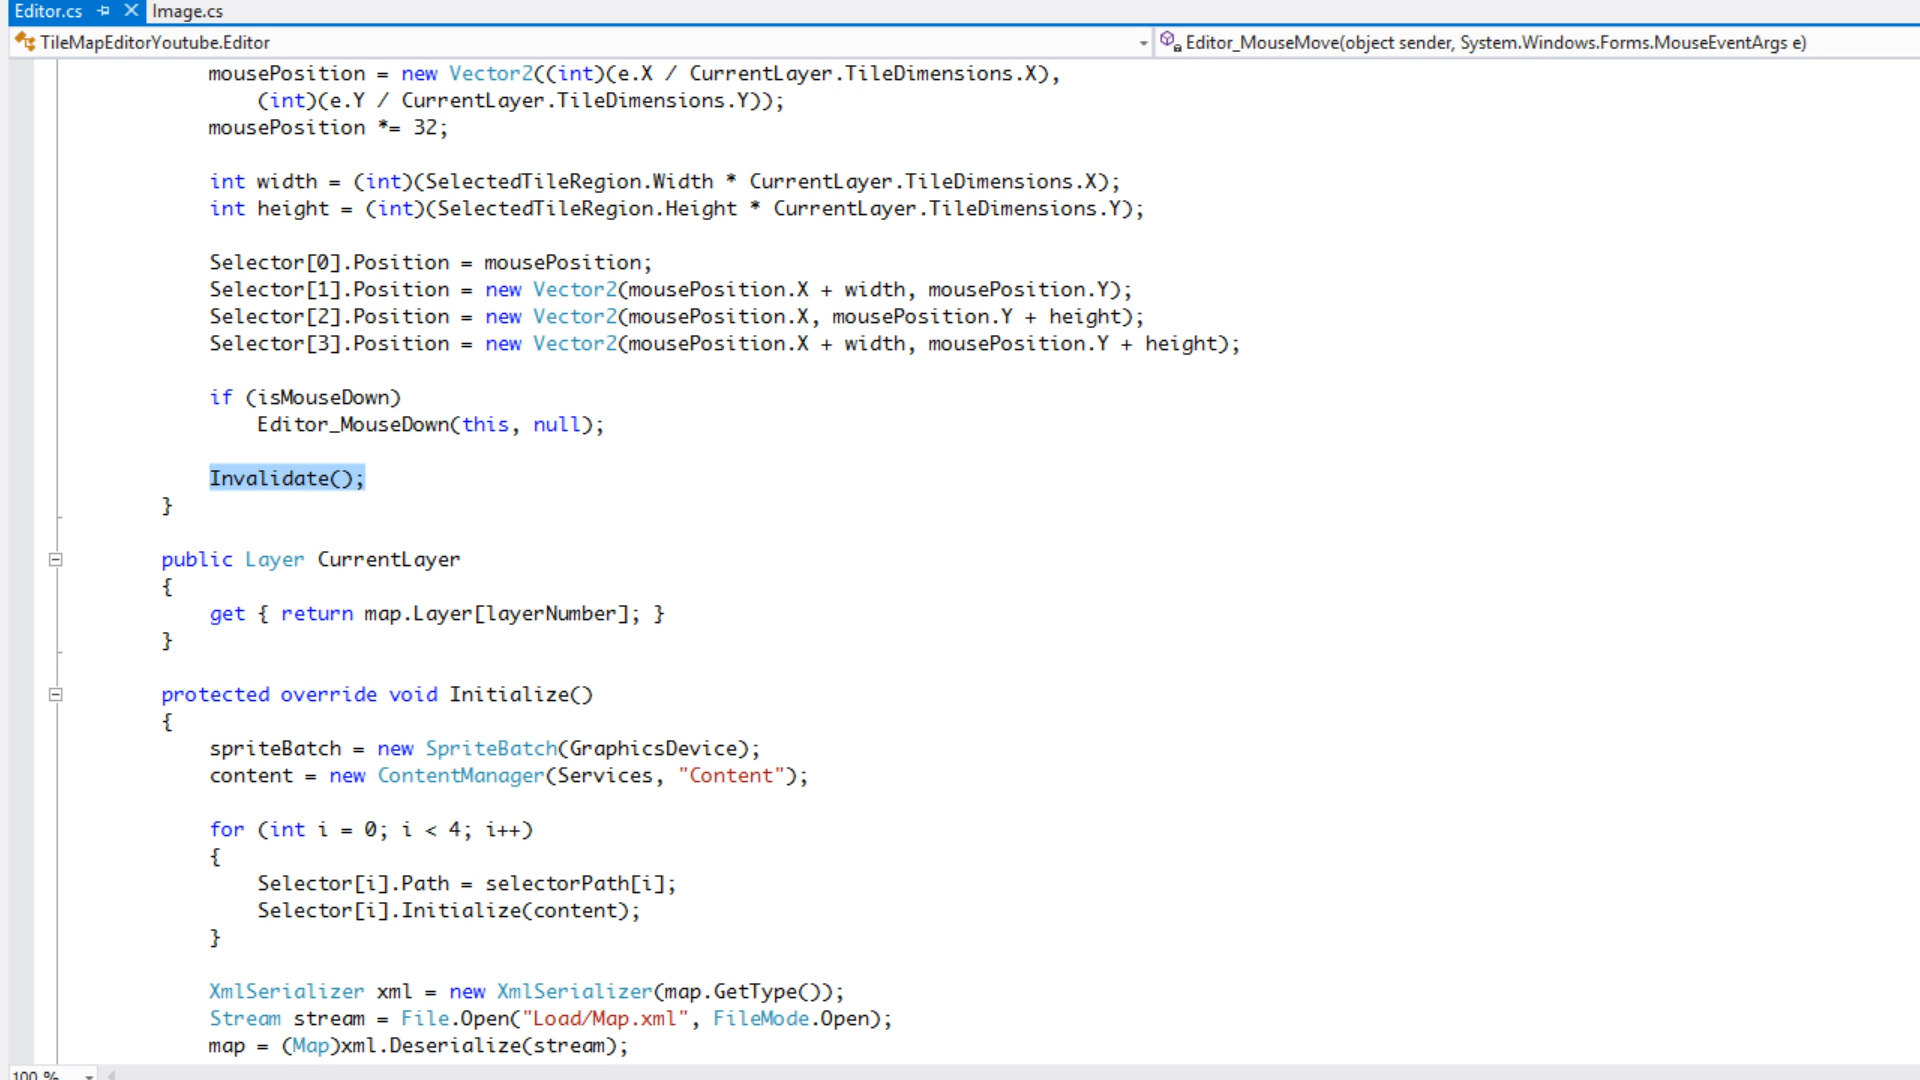 Editor.cs Image.cs
TileMapEditorYoutube.Editor Editor_MouseMove(object sender, System.Windows.Forms.MouseEventArgs e)
mousePosition = new Vector2((int)(e.X / CurrentLayer.TileDimensions.X),
(int)(e.Y / CurrentLayer.TileDimensions.Y));
mousePosition *= 32;
int width = (int)(SelectedTileRegion.Width * CurrentLayer.TileDimensions.X);
int height = (int)(SelectedTileRegion.Height * CurrentLayer.TileDimensions.Y);
Selector[0].Position = mousePosition;
Selector[1].Position = new Vector2(mousePosition.X + width, mousePosition.Y);
Selector[2].Position = new Vector2(mousePosition.X, mousePosition.Y + height);
Selector[3].Position = new Vector2(mousePosition.X + width, mousePosition.Y + height);
if (isMouseDown)
Editor_MouseDown(this, null);
Invalidate();
}
public Layer CurrentLayer
{
get { return map.Layer[layerNumber]; }
}
protected override void Initialize()
{
spriteBatch = new SpriteBatch(GraphicsDevice);
content = new ContentManager(Services, "Content");
for (int i = 0; i < 4; i++)
{
Selector[i].Path = selectorPath[i];
Selector[i].Initialize(content);
}
XmlSerializer xml = new XmlSerializer(map.GetType());
Stream stream = File.Open("Load/Map.xml", FileMode.Open);
map = (Map)xml.Deserialize(stream);
100 %